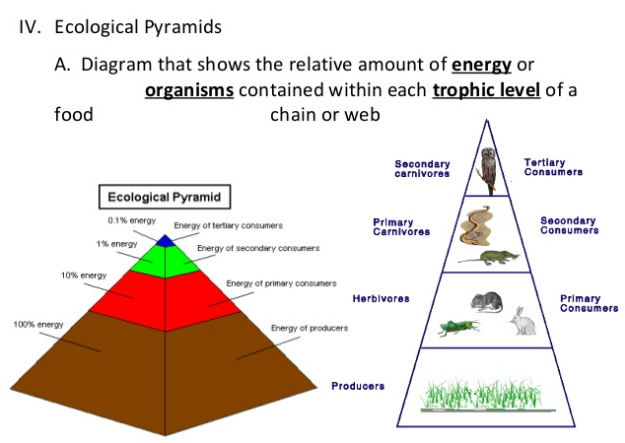 IV. Ecological Pyramids
A. Diagram that shows the relative amount of energy or
organisms contained within each trophic level of a
food chain or web
Ecological Pyramid
0.1% energy
Energy of tertiary consumers
1% energy
Energy of secondary consumers
10% energy
Energy of primary consumers
100% energy
Energy of producers
Secondary
carnivores
Tertiary
Consumers
Primary
Carnivores
Secondary
Consumers
Herbivores
Primary
Consumers
Producers